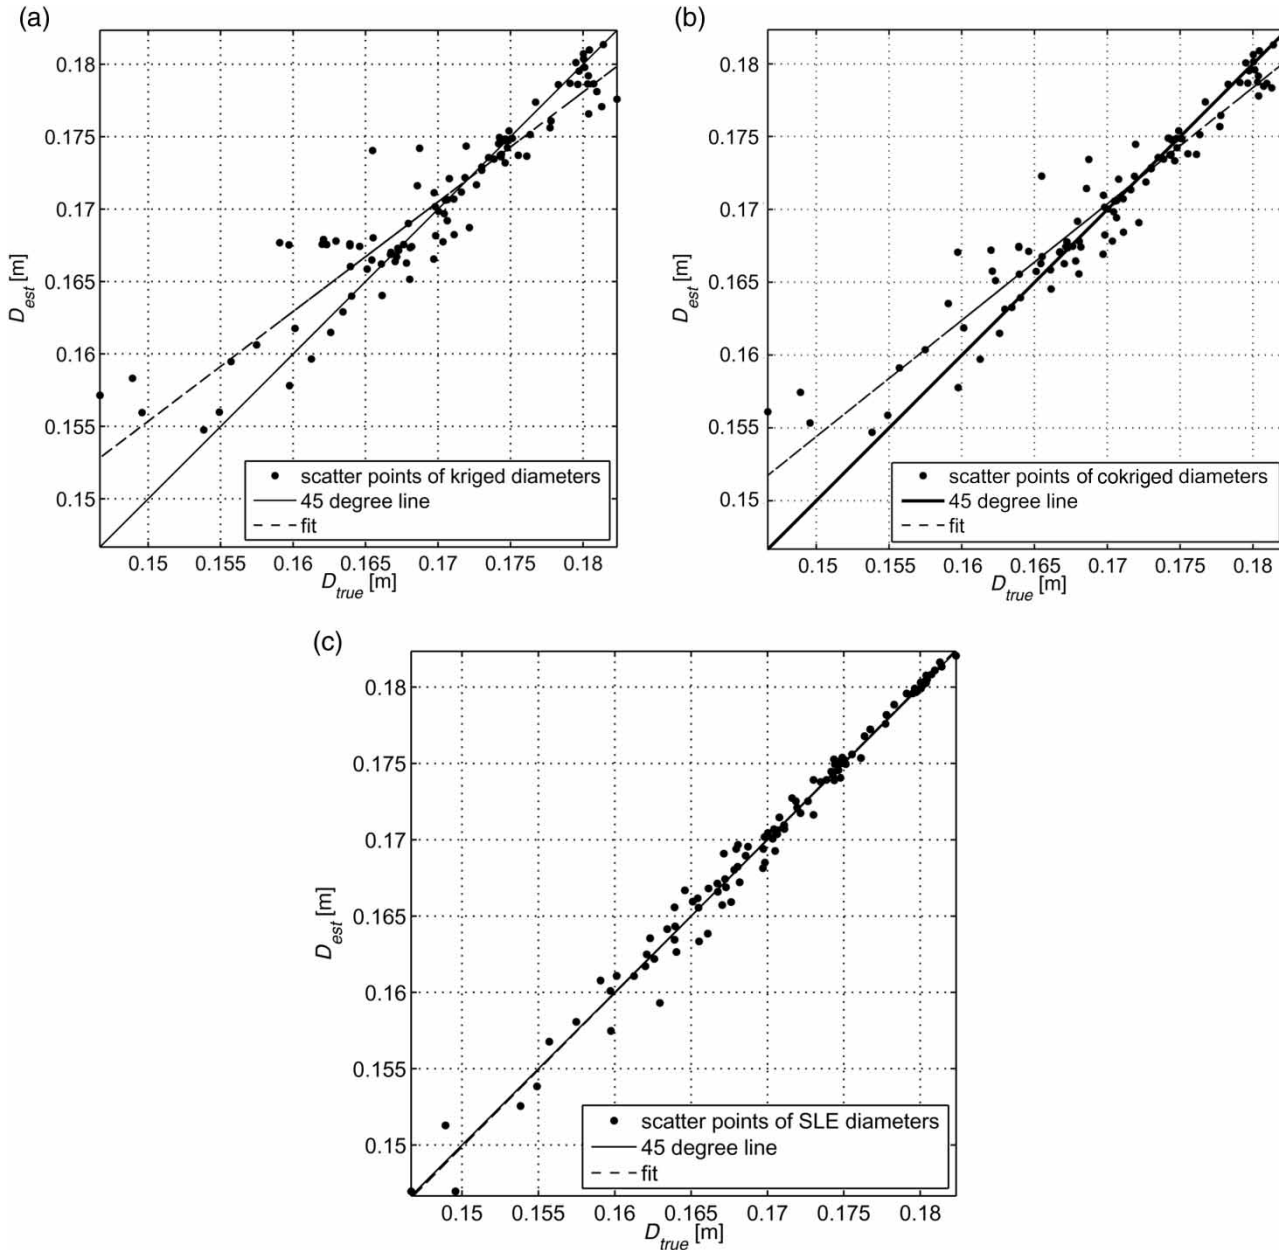 (a)
0.18
0.175
0.17
0.165
0.16
0.155
0.15
D_est [m]
scatter points of kriged diameters
45 degree line
fit
0.15 0.155 0.16 0.165 0.17 0.175 0.18
D_true [m]
(b)
0.18
0.175
0.17
0.165
0.16
0.155
0.15
D_est [m]
scatter points of cokriged diameters
45 degree line
fit
0.15 0.155 0.16 0.165 0.17 0.175 0.18
D_true [m]
(c)
0.18
0.175
0.17
0.165
0.16
0.155
0.15
D_est [m]
scatter points of SLE diameters
45 degree line
fit
0.15 0.155 0.16 0.165 0.17 0.175 0.18
D_true [m]